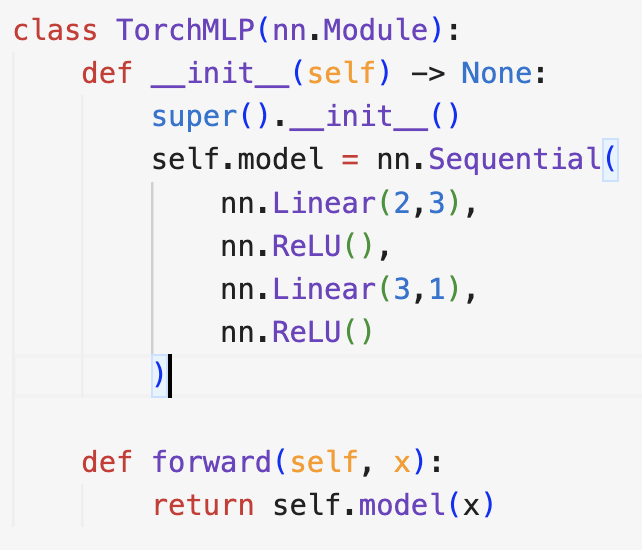 class TorchMLP(nn.Module):
    def __init__(self) -> None:
        super().__init__()
        self.model = nn.Sequential(
            nn.Linear(2,3),
            nn.ReLU(),
            nn.Linear(3,1),
            nn.ReLU()
        )
    def forward(self, x):
        return self.model(x)